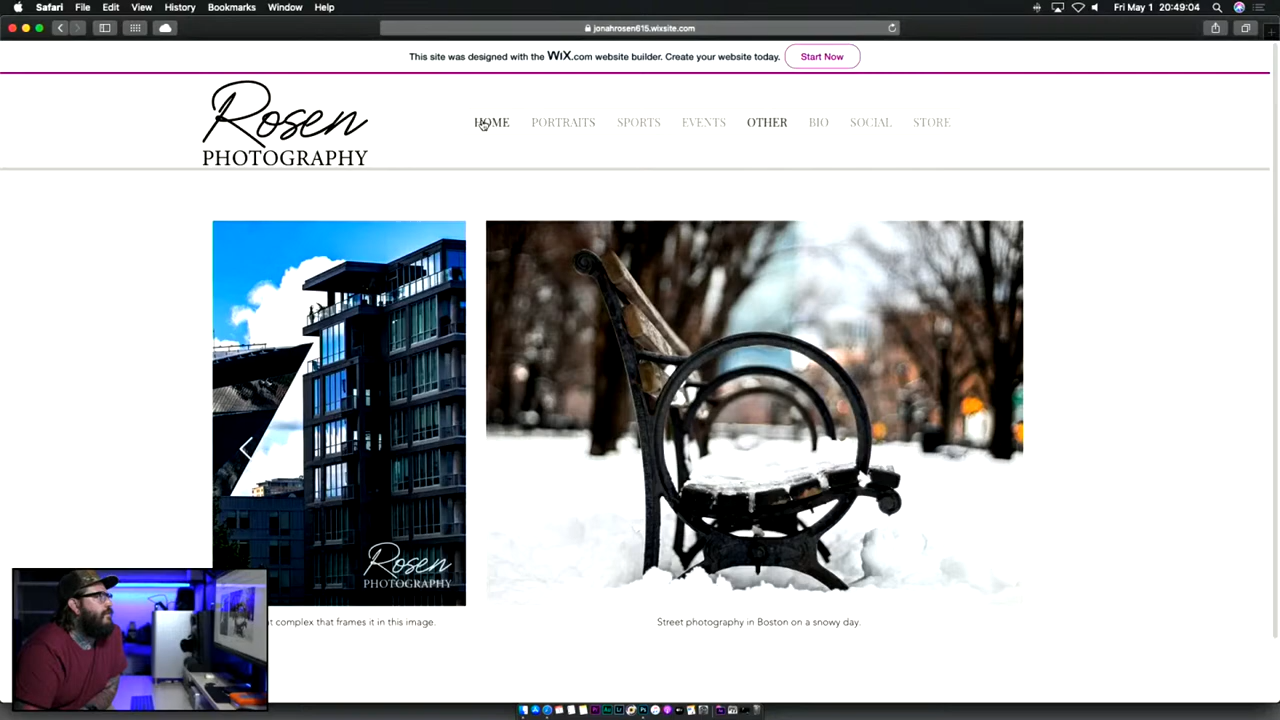 Safari File Edit View History Bookmarks Window Help Fri May 1 20:49:04
jonahrosen615.wixsite.com
This site was designed with the WiX.com website builder. Create your website today. Start Now
Rosen
PHOTOGRAPHY
HOME PORTRAITS SPORTS EVENTS OTHER BIO SOCIAL STORE
Rosen
PHOTOGRAPHY
t complex that frames it in this image.
Street photography in Boston on a snowy day.